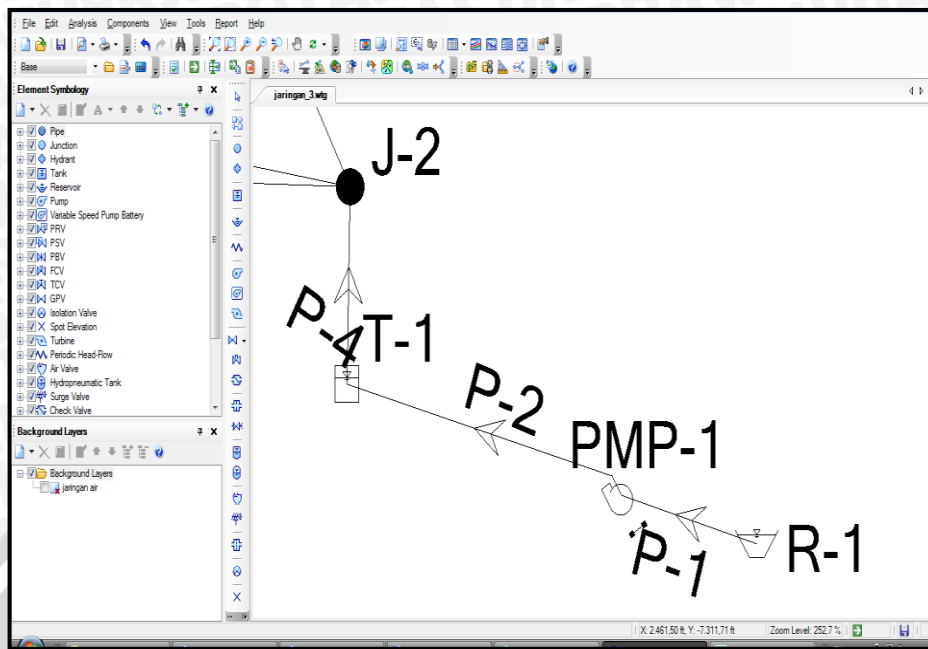 File Edit Analysis Components View Tools Report Help
Base
Element Symbology
jaringan_3.wtg
Pipe
Junction
Hydrant
Tank
Reservoir
Pump
Variable Speed Pump Battery
PRV
PSV
PBV
FCV
TCV
GPV
Isolation Valve
Spot Elevation
Turbine
Periodic Head-Flow
Air Valve
Hydropneumatic Tank
Surge Valve
Check Valve
Background Layers
Background Layers
jaringan air
J-2
P-4
T-1
P-2
PMP-1
P-1
R-1
X: 2.461,50 ft, Y: -7.311,71 ft Zoom Level: 252,7 %